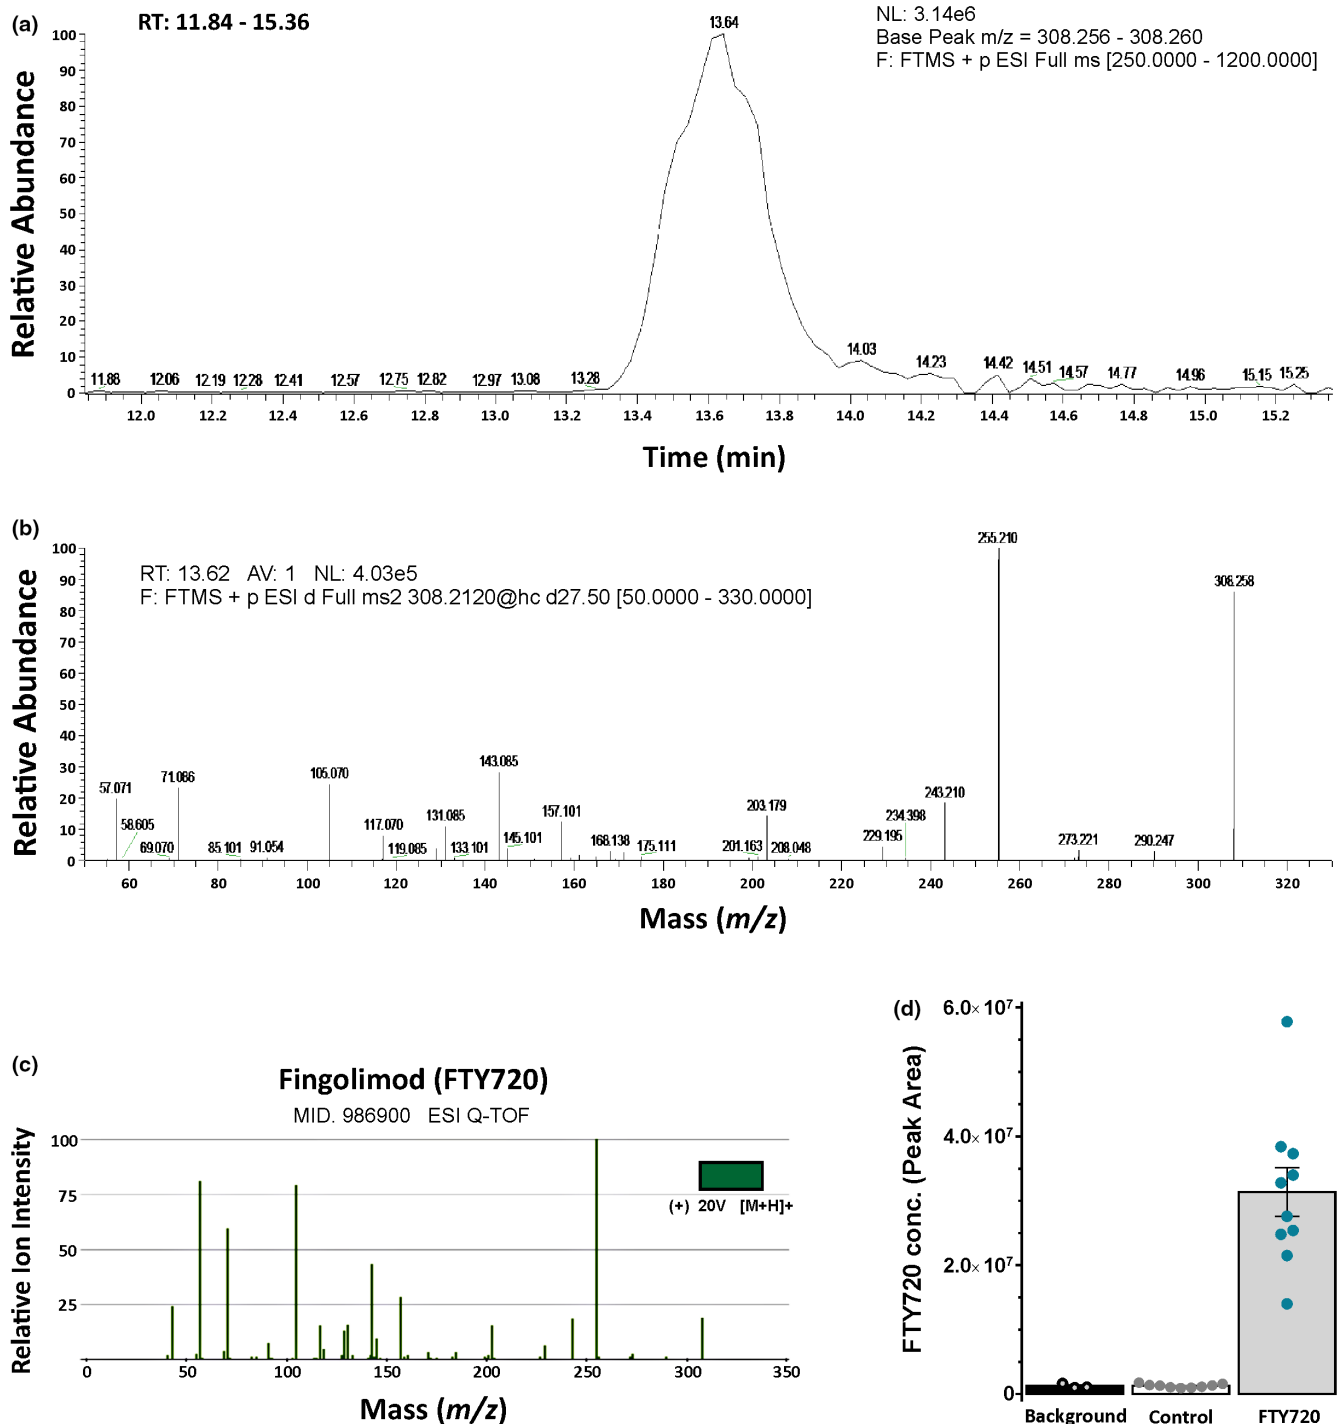 (a)
RT: 11.84 - 15.36
NL: 3.14e6
Base Peak m/z = 308.256 - 308.260
F: FTMS + p ESI Full ms [250.0000 - 1200.0000]
Relative Abundance
100
90
80
70
60
50
40
30
20
10
0
13.64
11.88 12.06 12.19 12.28 12.41 12.57 12.75 12.82 12.97 13.08 13.28 14.03 14.23 14.42 14.51 14.57 14.77 14.96 15.15 15.25
12.0 12.2 12.4 12.6 12.8 13.0 13.2 13.4 13.6 13.8 14.0 14.2 14.4 14.6 14.8 15.0 15.2
Time (min)
(b)
RT: 13.62 AV: 1 NL: 4.03e5
F: FTMS + p ESI d Full ms2 308.2120@hc d27.50 [50.0000 - 330.0000]
Relative Abundance
100
90
80
70
60
50
40
30
20
10
0
57.071 58.605 69.070 71.086 85.101 91.054 105.070 117.070 119.085 131.085 133.101 143.085 145.101 157.101 168.138 175.111 201.163 203.179 208.048 229.195 234.398 243.210 255.210 273.221 290.247 308.258
60 80 100 120 140 160 180 200 220 240 260 280 300 320
Mass (m/z)
(c)
Fingolimod (FTY720)
MID. 986900 ESI Q-TOF
Relative Ion Intensity
100
75
50
25
(+) 20V [M+H]+
0 50 100 150 200 250 300 350
Mass (m/z)
(d)
FTY720 conc. (Peak Area)
6.0× 10⁷
4.0× 10⁷
2.0× 10⁷
0
Background Control FTY720